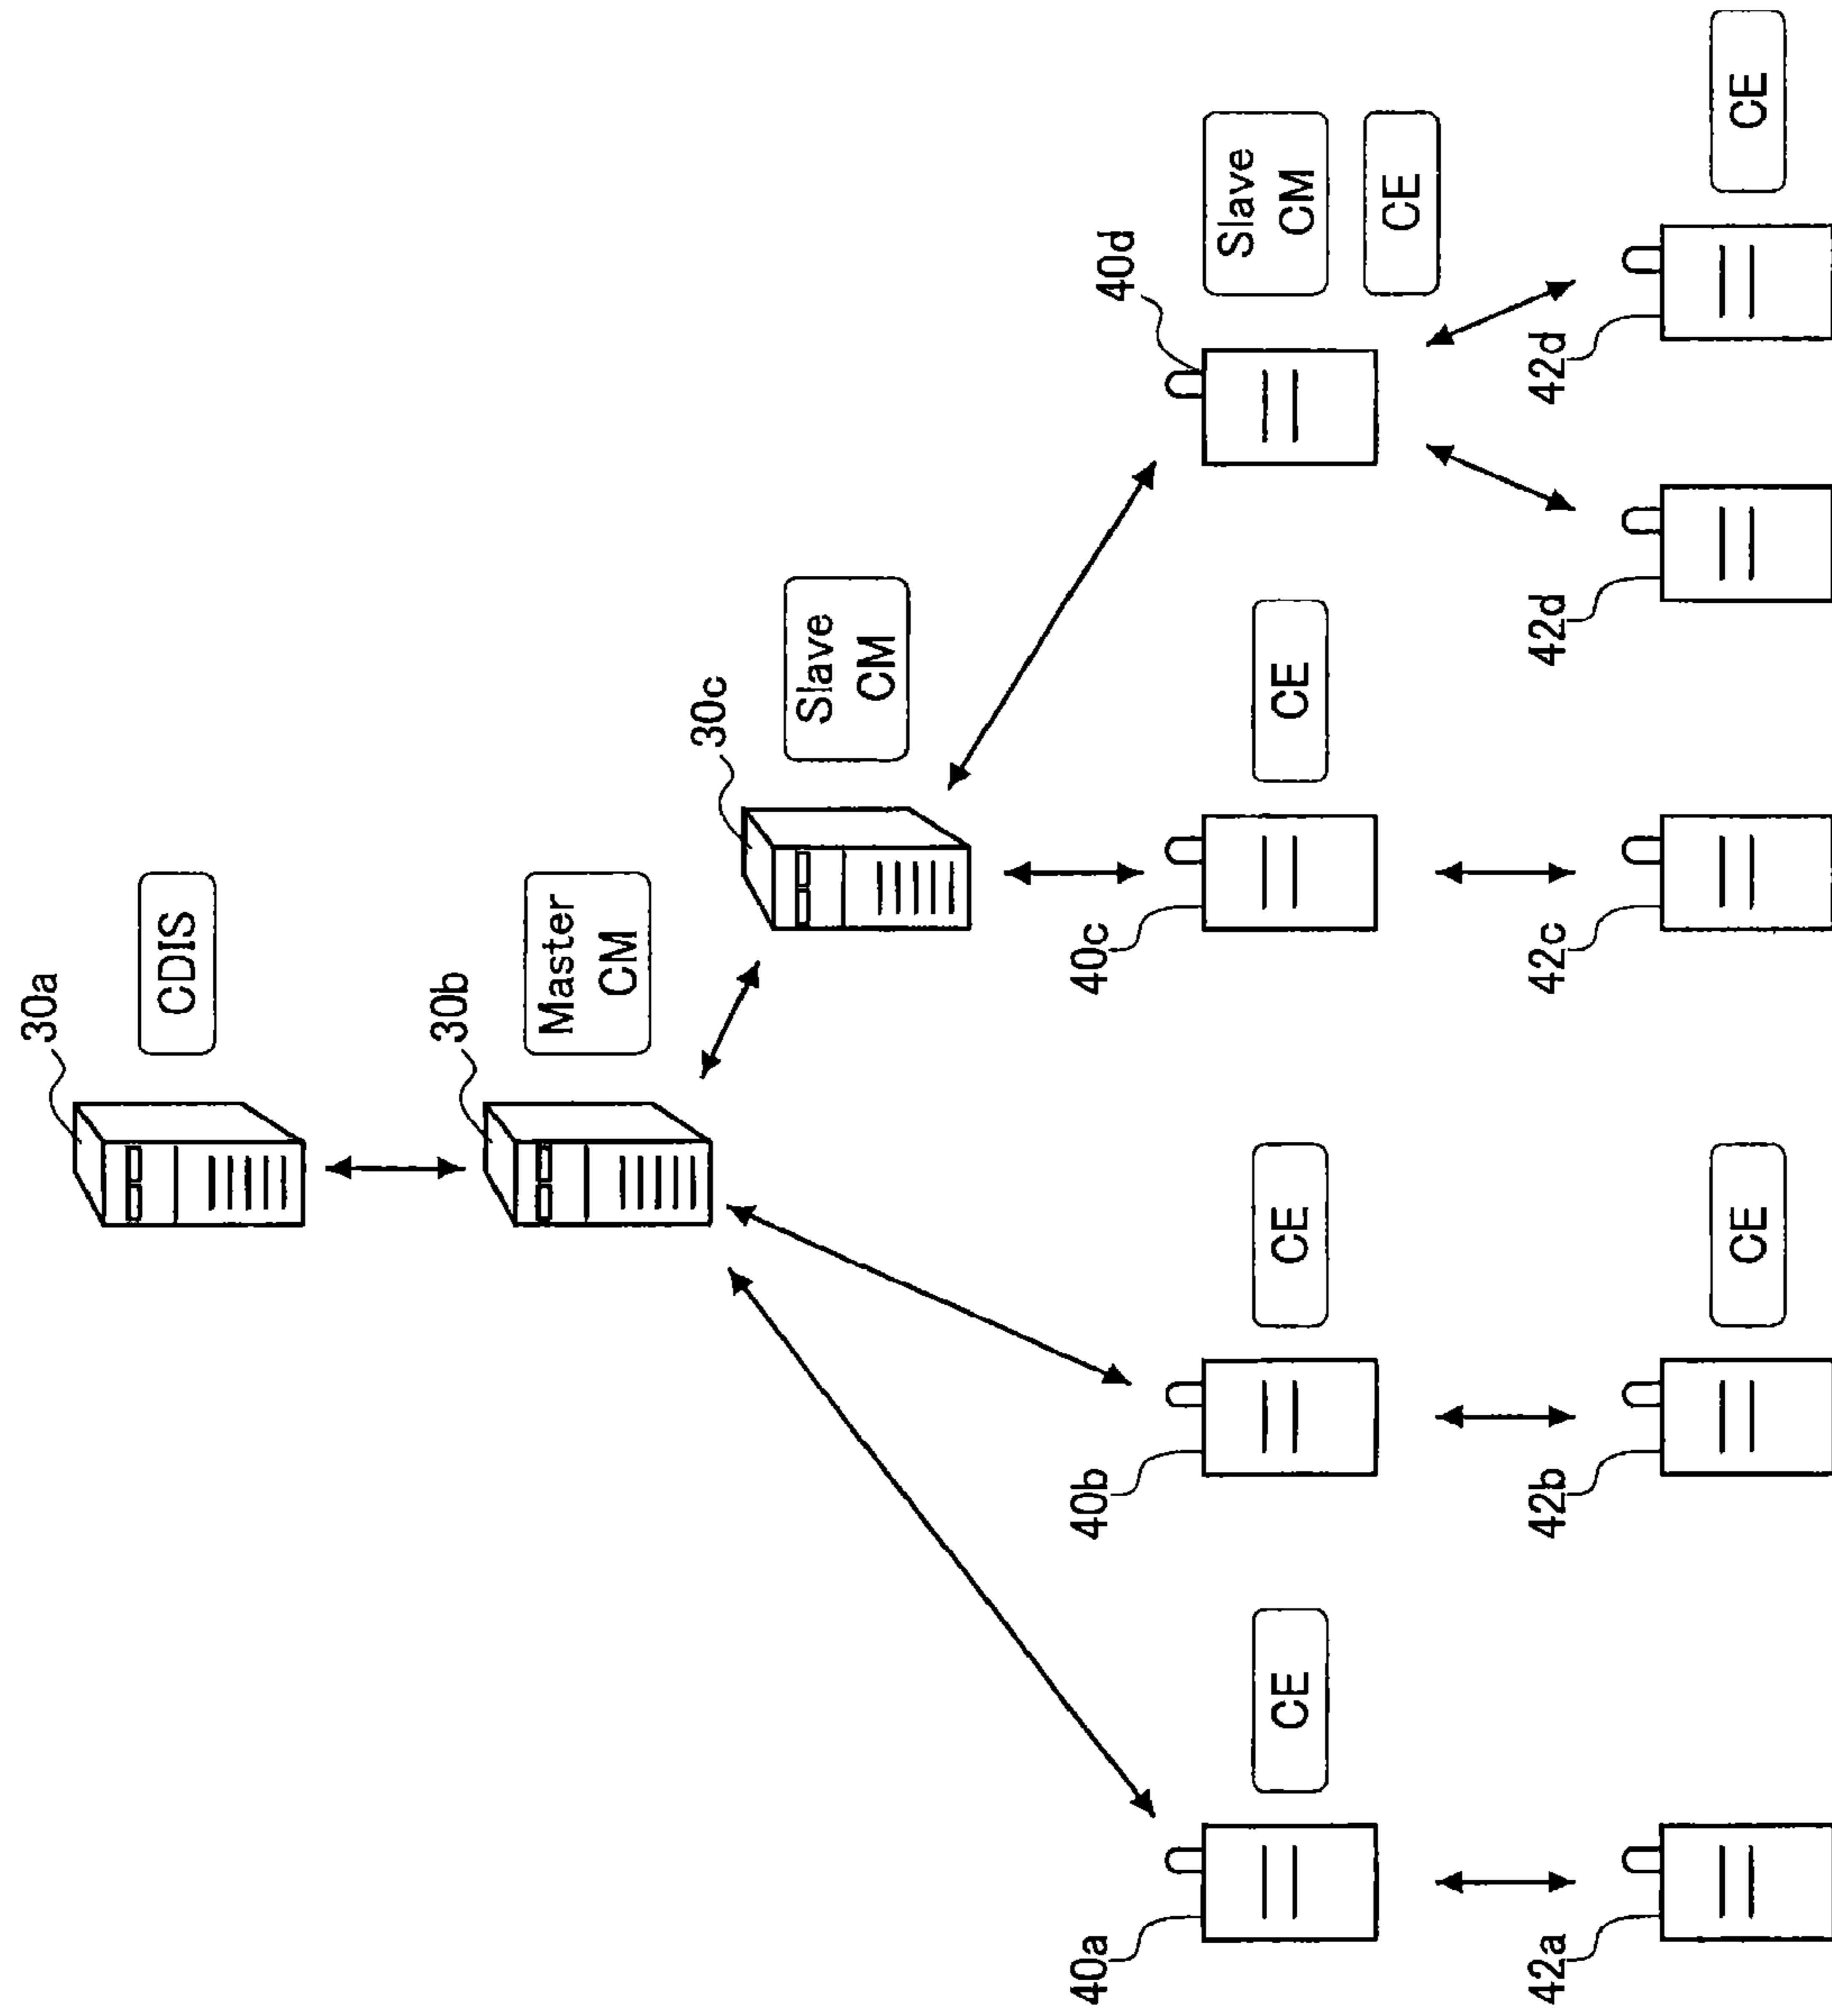 30a
CDIS
30b
Master
CM
30c
Slave
CM
40a
CE
40b
CE
40c
CE
40d
Slave
CM
CE
42a
42b
CE
42c
42d
42d
CE